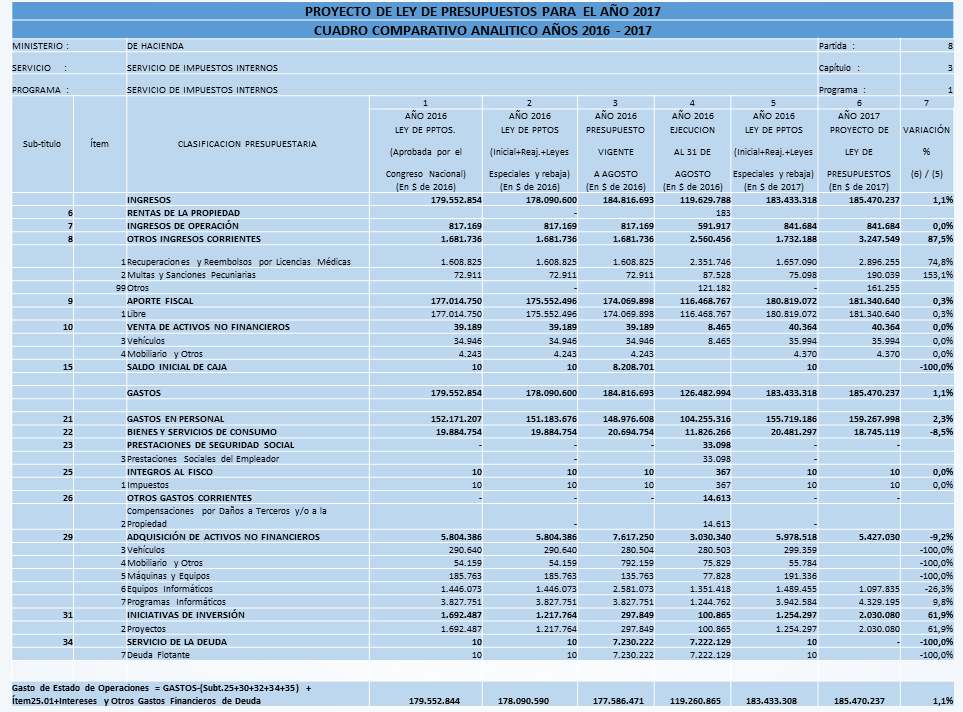 PROYECTO DE LEY DE PRESUPUESTOS PARA EL AÑO 2017
CUADRO COMPARATIVO ANALITICO AÑOS 2016 - 2017
MINISTERIO : DE HACIENDA Partida : 8
SERVICIO : SERVICIO DE IMPUESTOS INTERNOS Capítulo : 3
PROGRAMA : SERVICIO DE IMPUESTOS INTERNOS Programa : 1
1 2 3 4 5 6 7
AÑO 2016 AÑO 2016 AÑO 2016 AÑO 2016 AÑO 2016 AÑO 2017
LEY DE PPTOS. LEY DE PPTOS PRESUPUESTO EJECUCION LEY DE PPTOS PROYECTO DE VARIACIÓN
Sub-titulo Ítem CLASIFICACION PRESUPUESTARIA
(Aprobada por el (Inicial+Reaj.+Leyes VIGENTE AL 31 DE (Inicial+Reaj.+Leyes LEY DE %
Congreso Nacional) Especiales y rebaja) A AGOSTO AGOSTO Especiales y rebaja) PRESUPUESTOS (6) / (5)
(En $ de 2016) (En $ de 2016) (En $ de 2016) (En $ de 2016) (En $ de 2017) (En $ de 2017)
INGRESOS 179.552.854 178.090.600 184.816.693 119.629.788 183.433.318 185.470.237 1,1%
6 RENTAS DE LA PROPIEDAD - 183
7 INGRESOS DE OPERACIÓN 817.169 817.169 817.169 591.917 841.684 841.684 0,0%
8 OTROS INGRESOS CORRIENTES 1.681.736 1.681.736 1.681.736 2.560.456 1.732.188 3.247.549 87,5%
1 Recuperaciones y Reembolsos por Licencias Médicas 1.608.825 1.608.825 1.608.825 2.351.746 1.657.090 2.896.255 74,8%
2 Multas y Sanciones Pecuniarias 72.911 72.911 72.911 87.528 75.098 190.039 153,1%
99 Otros - 121.182 - 161.255
9 APORTE FISCAL 177.014.750 175.552.496 174.069.898 116.468.767 180.819.072 181.340.640 0,3%
1 Libre 177.014.750 175.552.496 174.069.898 116.468.767 180.819.072 181.340.640 0,3%
10 VENTA DE ACTIVOS NO FINANCIEROS 39.189 39.189 39.189 8.465 40.364 40.364 0,0%
3 Vehículos 34.946 34.946 34.946 8.465 35.994 35.994 0,0%
4 Mobiliario y Otros 4.243 4.243 4.243 4.370 4.370 0,0%
15 SALDO INICIAL DE CAJA 10 10 8.208.701 10 -100,0%
GASTOS 179.552.854 178.090.600 184.816.693 126.482.994 183.433.318 185.470.237 1,1%
21 GASTOS EN PERSONAL 152.171.207 151.183.676 148.976.608 104.255.316 155.719.186 159.267.998 2,3%
22 BIENES Y SERVICIOS DE CONSUMO 19.884.754 19.884.754 20.694.754 11.826.266 20.481.297 18.745.119 -8,5%
23 PRESTACIONES DE SEGURIDAD SOCIAL - - - 33.098 - -
3 Prestaciones Sociales del Empleador - 33.098 -
25 INTEGROS AL FISCO 10 10 10 367 10 10 0,0%
1 Impuestos 10 10 10 367 10 10 0,0%
26 OTROS GASTOS CORRIENTES - - - 14.613 - -
Compensaciones por Daños a Terceros y/o a la
2 Propiedad - 14.613 -
29 ADQUISICIÓN DE ACTIVOS NO FINANCIEROS 5.804.386 5.804.386 7.617.250 3.030.340 5.978.518 5.427.030 -9,2%
3 Vehículos 290.640 290.640 280.504 280.503 299.359 -100,0%
4 Mobiliario y Otros 54.159 54.159 792.159 75.829 55.784 -100,0%
5 Máquinas y Equipos 185.763 185.763 135.763 77.828 191.336 -100,0%
6 Equipos Informáticos 1.446.073 1.446.073 2.581.073 1.351.418 1.489.455 1.097.835 -26,3%
7 Programas Informáticos 3.827.751 3.827.751 3.827.751 1.244.762 3.942.584 4.329.195 9,8%
31 INICIATIVAS DE INVERSIÓN 1.692.487 1.217.764 297.849 100.865 1.254.297 2.030.080 61,9%
2 Proyectos 1.692.487 1.217.764 297.849 100.865 1.254.297 2.030.080 61,9%
34 SERVICIO DE LA DEUDA 10 10 7.230.222 7.222.129 10 - -100,0%
7 Deuda Flotante 10 10 7.230.222 7.222.129 10 -100,0%
Gasto de Estado de Operaciones = GASTOS-(Subt.25+30+32+34+35) +
Ítem25.01+Intereses y Otros Gastos Financieros de Deuda 179.552.844 178.090.590 177.586.471 119.260.865 183.433.308 185.470.237 1,1%